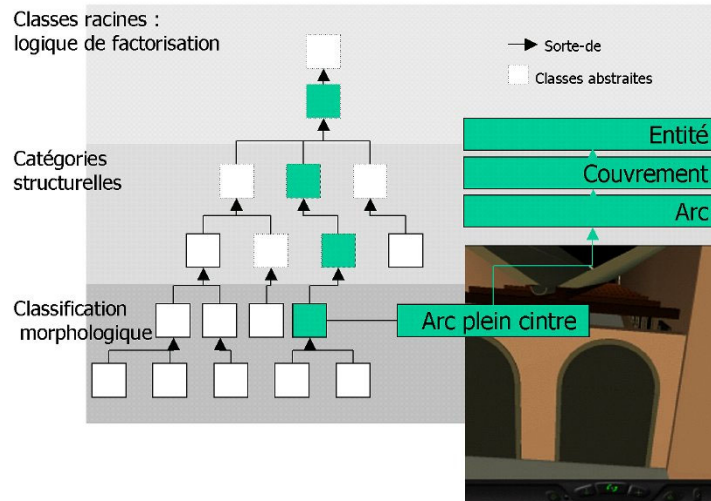 Classes racines :
logique de factorisation
Sorte-de
Classes abstraites
Entité
Catégories
structurelles
Couvrement
Arc
Classification
morphologique
Arc plein cintre